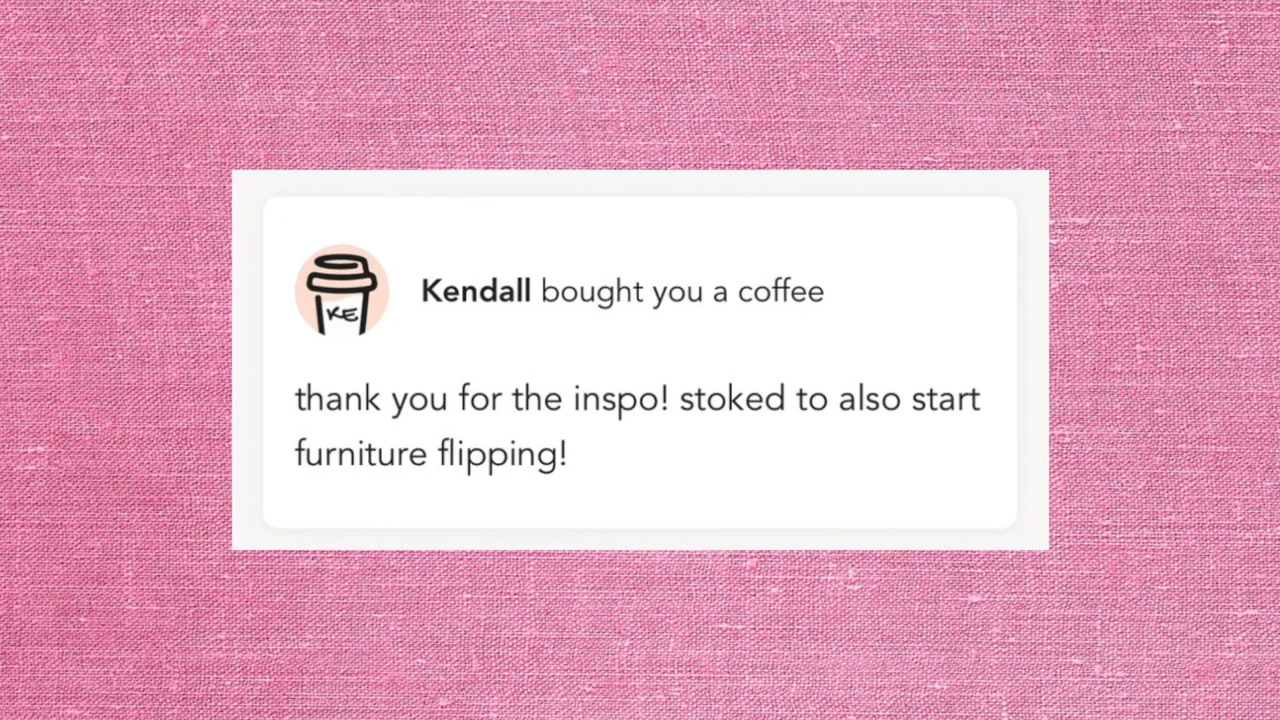 KE
Kendall bought you a coffee
thank you for the inspo! stoked to also start
furniture flipping!